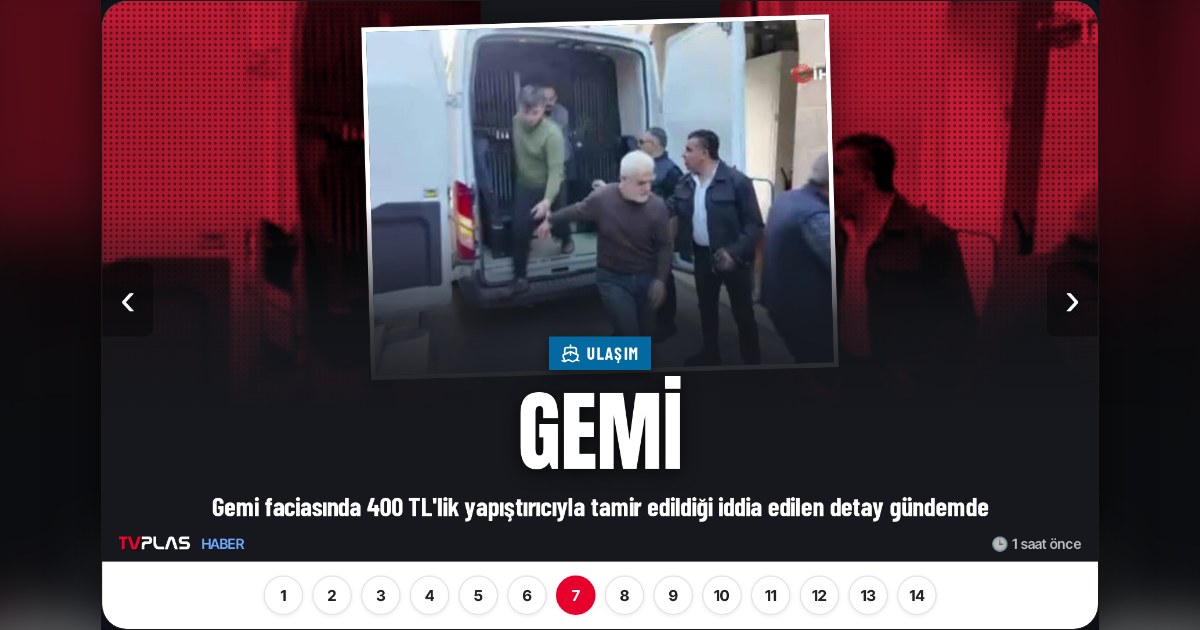 ULAŞIM
GEMİ
Gemi faciasında 400 TL'lik yapıştırıcıyla tamir edildiği iddia edilen detay gündemde
TVPLAS HABER
1 saat önce
1 2 3 4 5 6 7 8 9 10 11 12 13 14